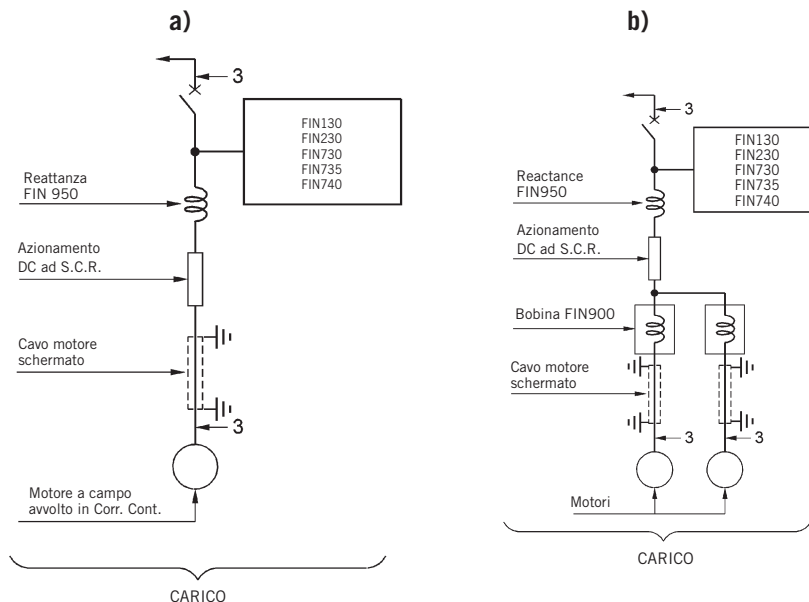 a)
3
FIN130
FIN230
FIN730
FIN735
FIN740
Reattanza
FIN 950
Azionamento
DC ad S.C.R.
Cavo motore
schermato
3
Motore a campo
avvolto in Corr. Cont.
CARICO
b)
3
FIN130
FIN230
FIN730
FIN735
FIN740
Reactance
FIN950
Azionamento
DC ad S.C.R.
Bobina FIN900
Cavo motore
schermato
3
3
Motori
CARICO